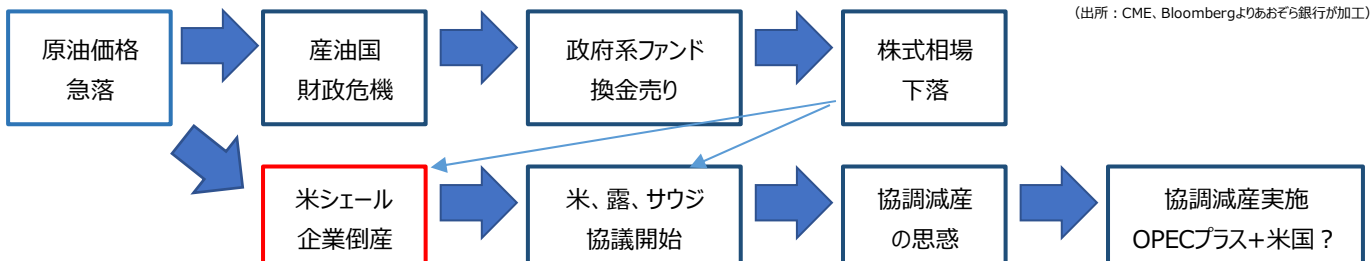 （出所：CME、Bloombergよりあおぞら銀行が加工）
原油価格
急落
産油国
財政危機
政府系ファンド
換金売り
株式相場
下落
米シェール
企業倒産
米、露、サウジ
協議開始
協調減産
の思惑
協調減産実施
OPECプラス+米国？